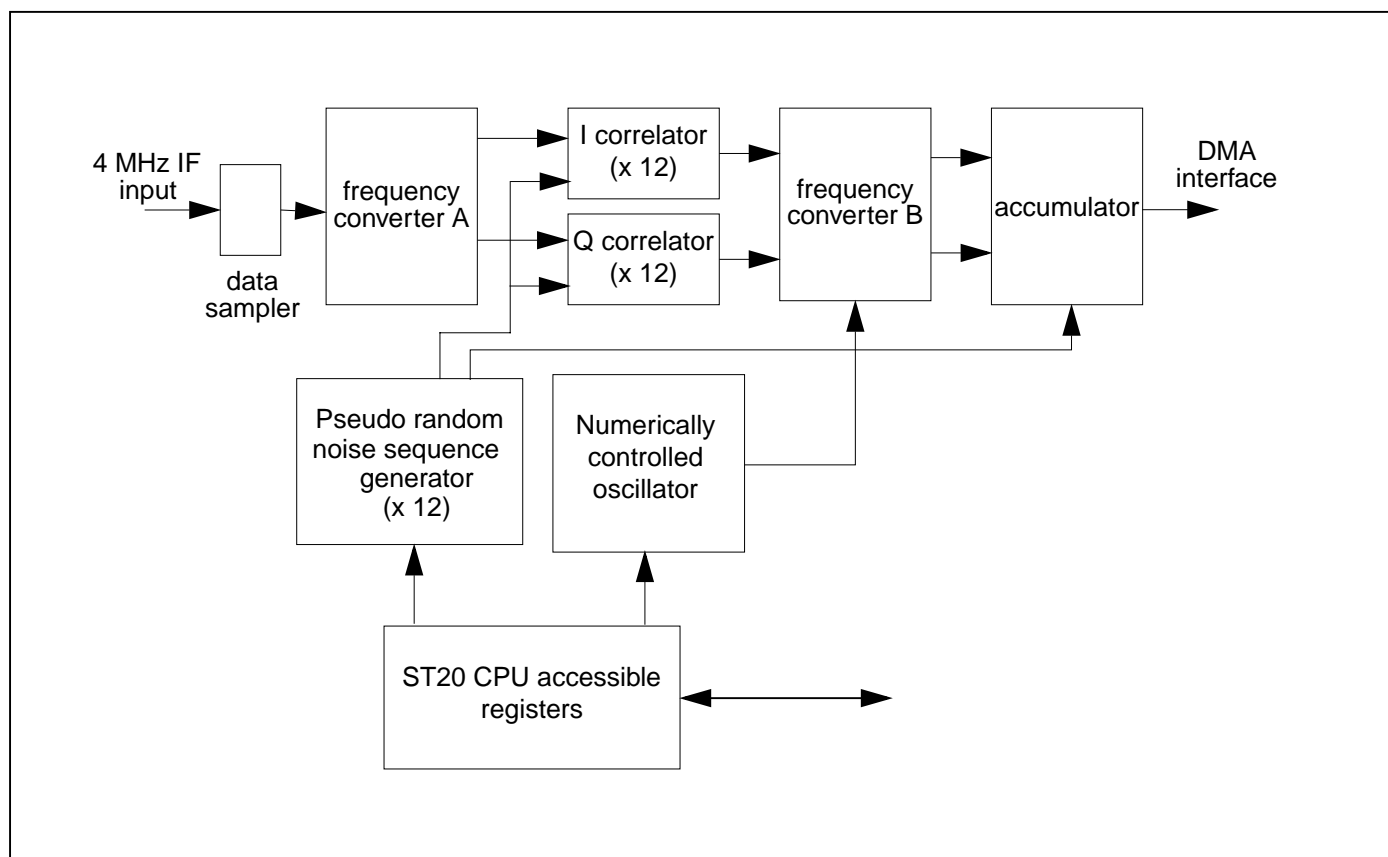 4 MHz IF
input
data
sampler
frequency
converter A
I correlator
(x 12)
Q correlator
(x 12)
frequency
converter B
accumulator
DMA
interface
Pseudo random
noise sequence
generator
(x 12)
Numerically
controlled
oscillator
ST20 CPU accessible
registers